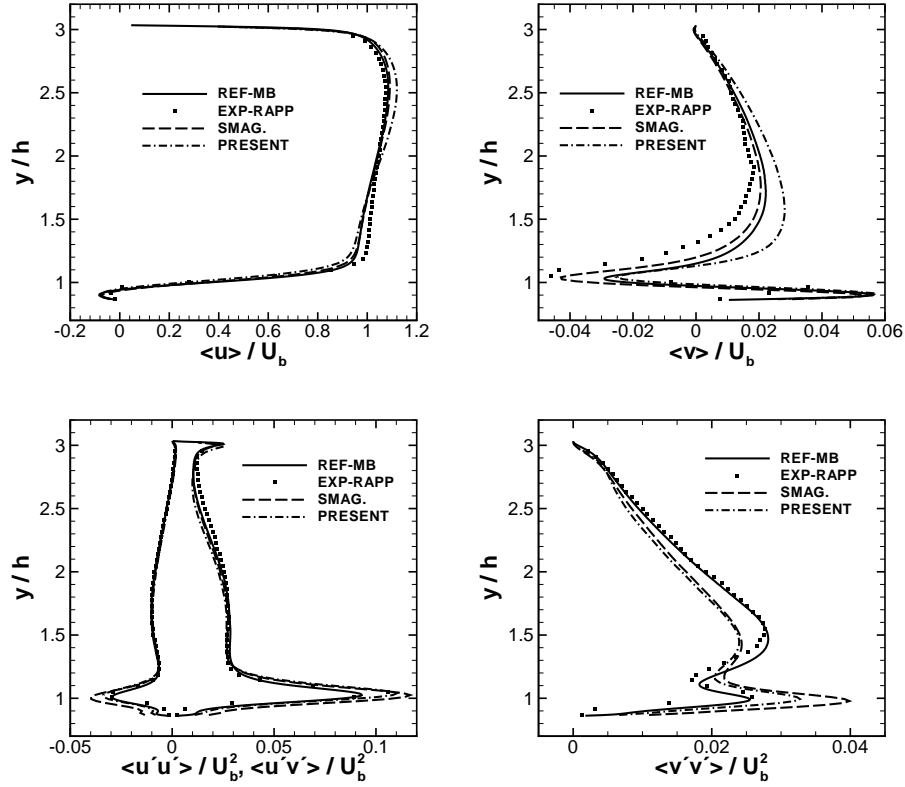 3
2.5
2
1.5
1
y / h
REF-MB
EXP-RAPP
SMAG.
PRESENT
-0.2 0 0.2 0.4 0.6 0.8 1 1.2
<u> / U_b
3
2.5
2
1.5
1
y / h
REF-MB
EXP-RAPP
SMAG.
PRESENT
-0.04 -0.02 0 0.02 0.04 0.06
<v> / U_b
3
2.5
2
1.5
1
y / h
REF-MB
EXP-RAPP
SMAG.
PRESENT
-0.05 0 0.05 0.1
<u´u´> / U_b^2, <u´v´> / U_b^2
3
2.5
2
1.5
1
y / h
REF-MB
EXP-RAPP
SMAG.
PRESENT
0 0.02 0.04
<v´v´> / U_b^2